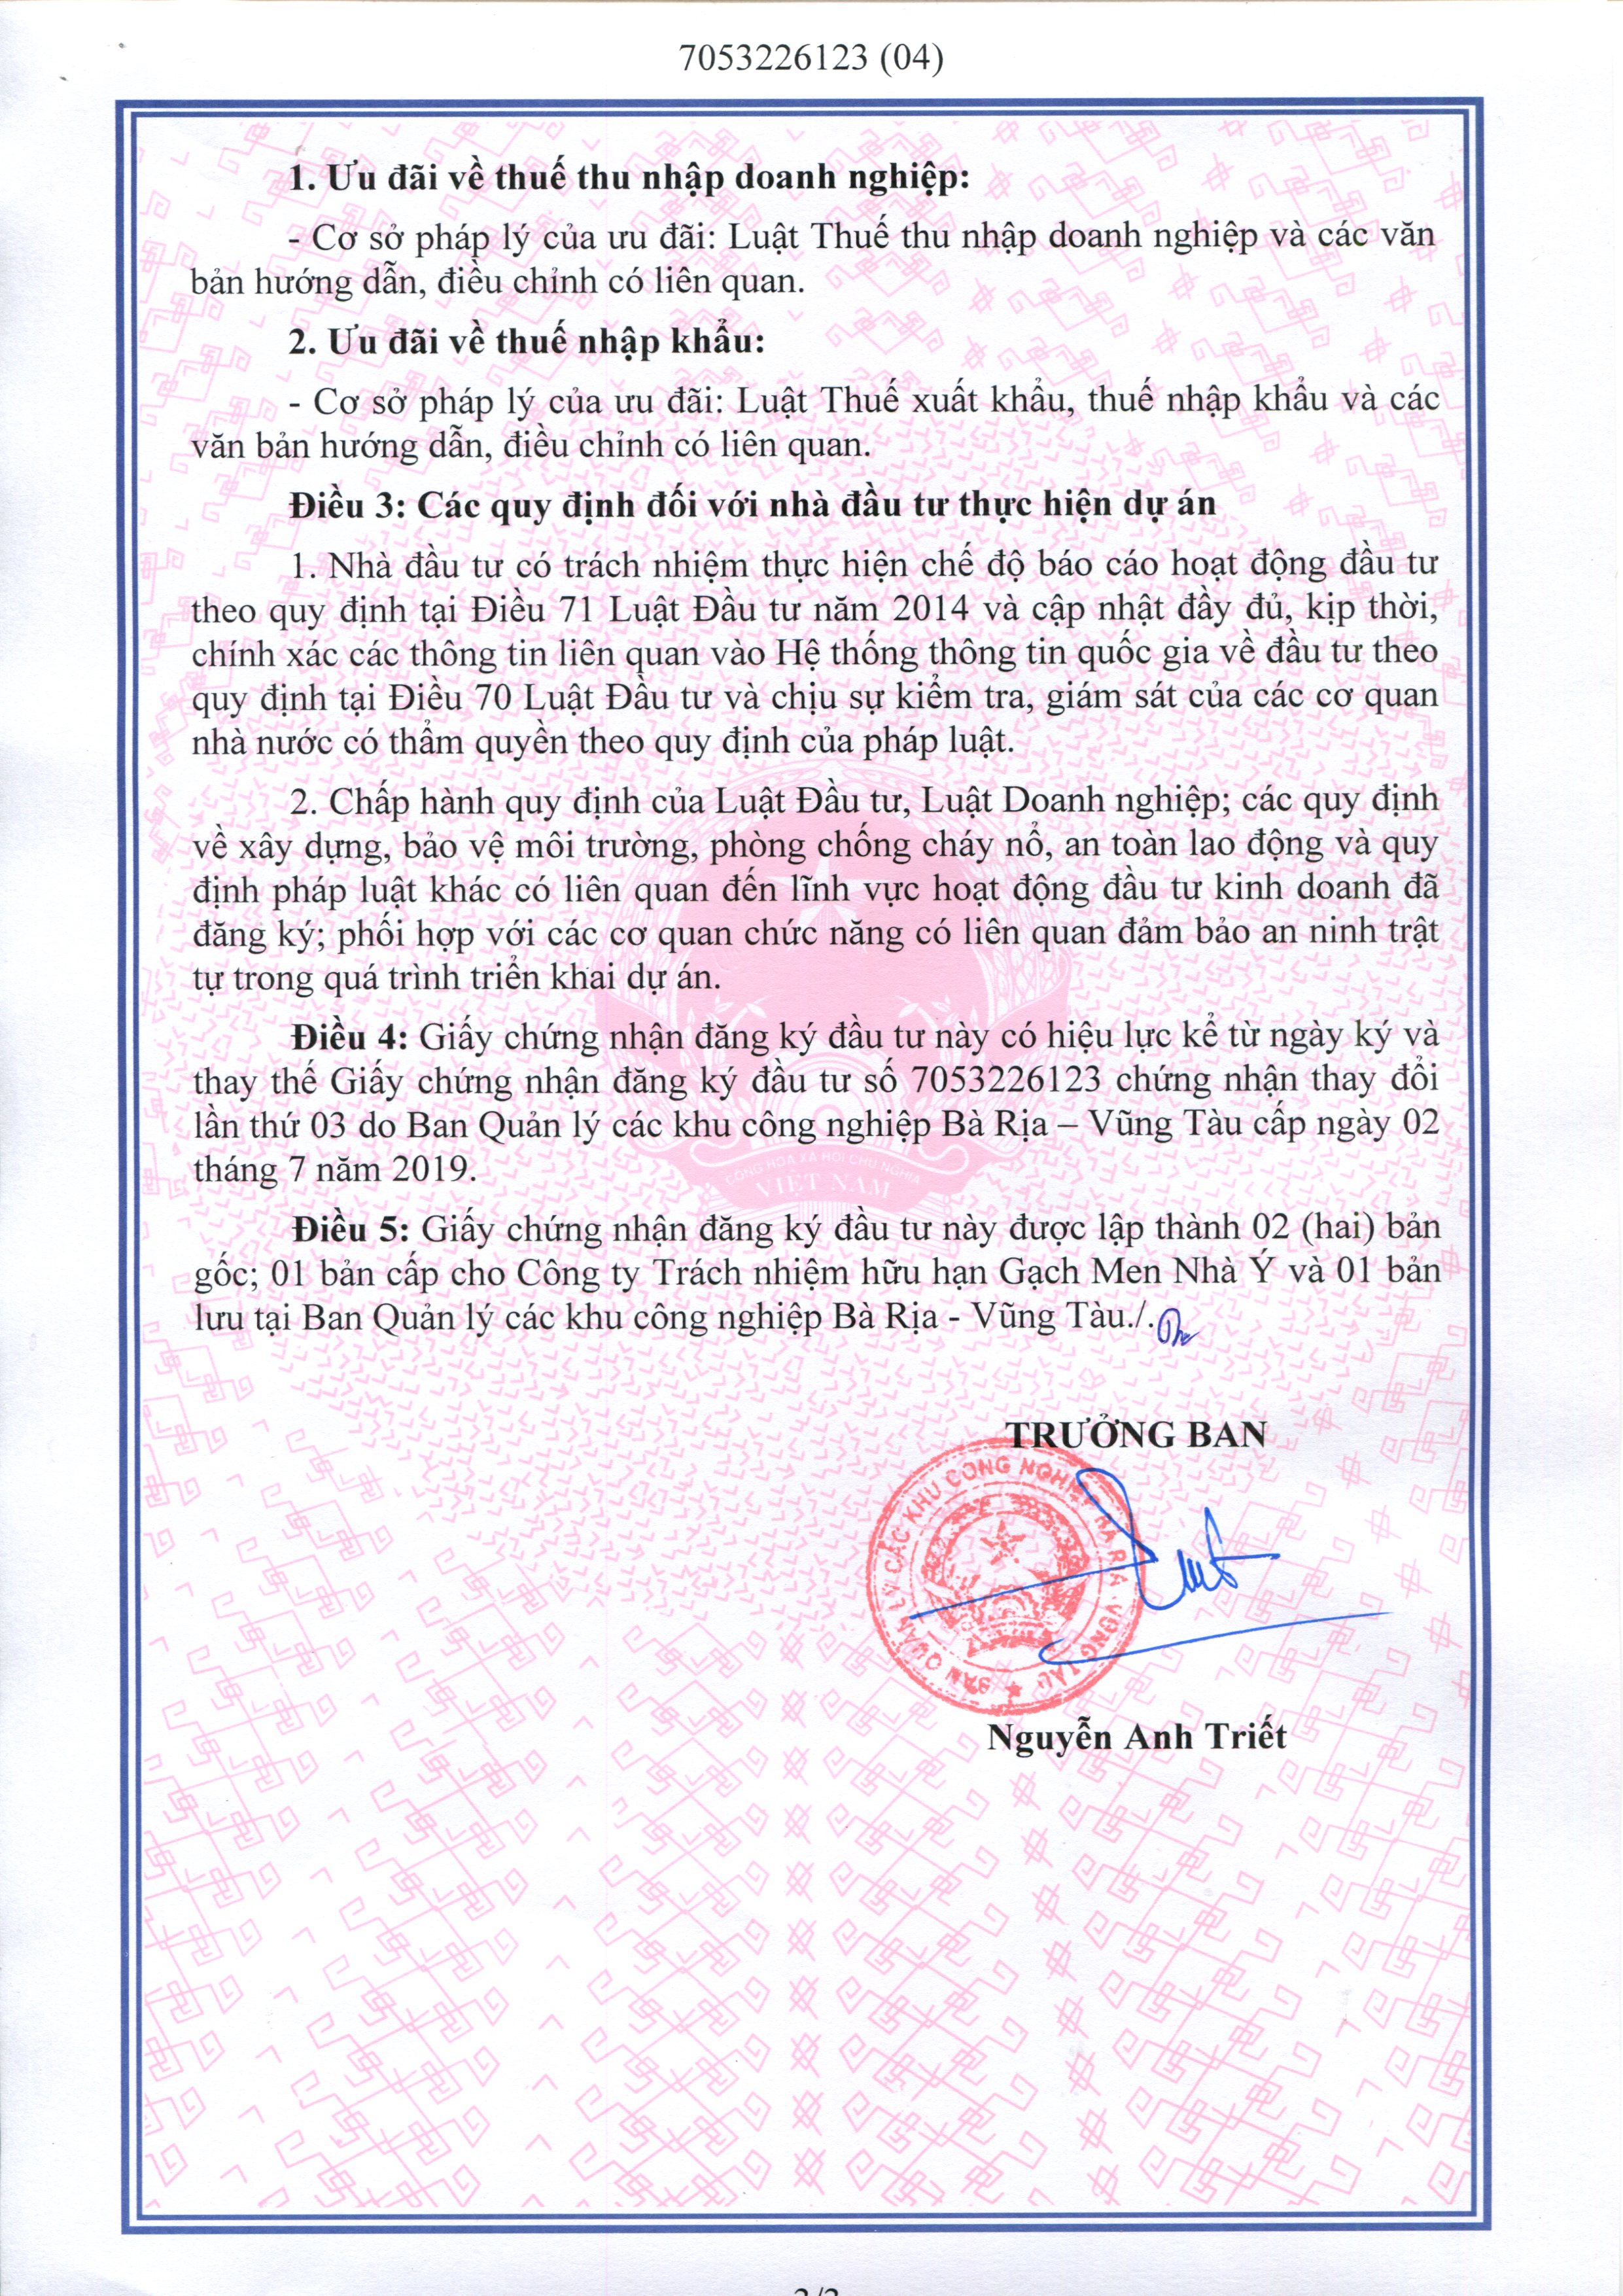 7053226123 (04)
1. Ưu đãi về thuế thu nhập doanh nghiệp:
- Cơ sở pháp lý của ưu đãi: Luật Thuế thu nhập doanh nghiệp và các văn
bản hướng dẫn, điều chỉnh có liên quan.
2. Ưu đãi về thuế nhập khẩu:
- Cơ sở pháp lý của ưu đãi: Luật Thuế xuất khẩu, thuế nhập khẩu và các
văn bản hướng dẫn, điều chỉnh có liên quan.
Điều 3: Các quy định đối với nhà đầu tư thực hiện dự án
1. Nhà đầu tư có trách nhiệm thực hiện chế độ báo cáo hoạt động đầu tư
theo quy định tại Điều 71 Luật Đầu tư năm 2014 và cập nhật đầy đủ, kịp thời,
chính xác các thông tin liên quan vào Hệ thống thông tin quốc gia về đầu tư theo
quy định tại Điều 70 Luật Đầu tư và chịu sự kiểm tra, giám sát của các cơ quan
nhà nước có thẩm quyền theo quy định của pháp luật.
2. Chấp hành quy định của Luật Đầu tư, Luật Doanh nghiệp; các quy định
về xây dựng, bảo vệ môi trường, phòng chống cháy nổ, an toàn lao động và quy
định pháp luật khác có liên quan đến lĩnh vực hoạt động đầu tư kinh doanh đã
đăng ký; phối hợp với các cơ quan chức năng có liên quan đảm bảo an ninh trật
tự trong quá trình triển khai dự án.
Điều 4: Giấy chứng nhận đăng ký đầu tư này có hiệu lực kể từ ngày ký và
thay thế Giấy chứng nhận đăng ký đầu tư số 7053226123 chứng nhận thay đổi
lần thứ 03 do Ban Quản lý các khu công nghiệp Bà Rịa – Vũng Tàu cấp ngày 02
tháng 7 năm 2019.
CỘNG HÒA XÃ HỘI CHỦ NGHĨA
VIỆT NAM
Điều 5: Giấy chứng nhận đăng ký đầu tư này được lập thành 02 (hai) bản
gốc; 01 bản cấp cho Công ty Trách nhiệm hữu hạn Gạch Men Nhà Ý và 01 bản
lưu tại Ban Quản lý các khu công nghiệp Bà Rịa - Vũng Tàu./.
TRƯỞNG BAN
BAN QUẢN LÝ CÁC KHU CÔNG NGHIỆP BÀ RỊA VŨNG TÀU
Nguyễn Anh Triết